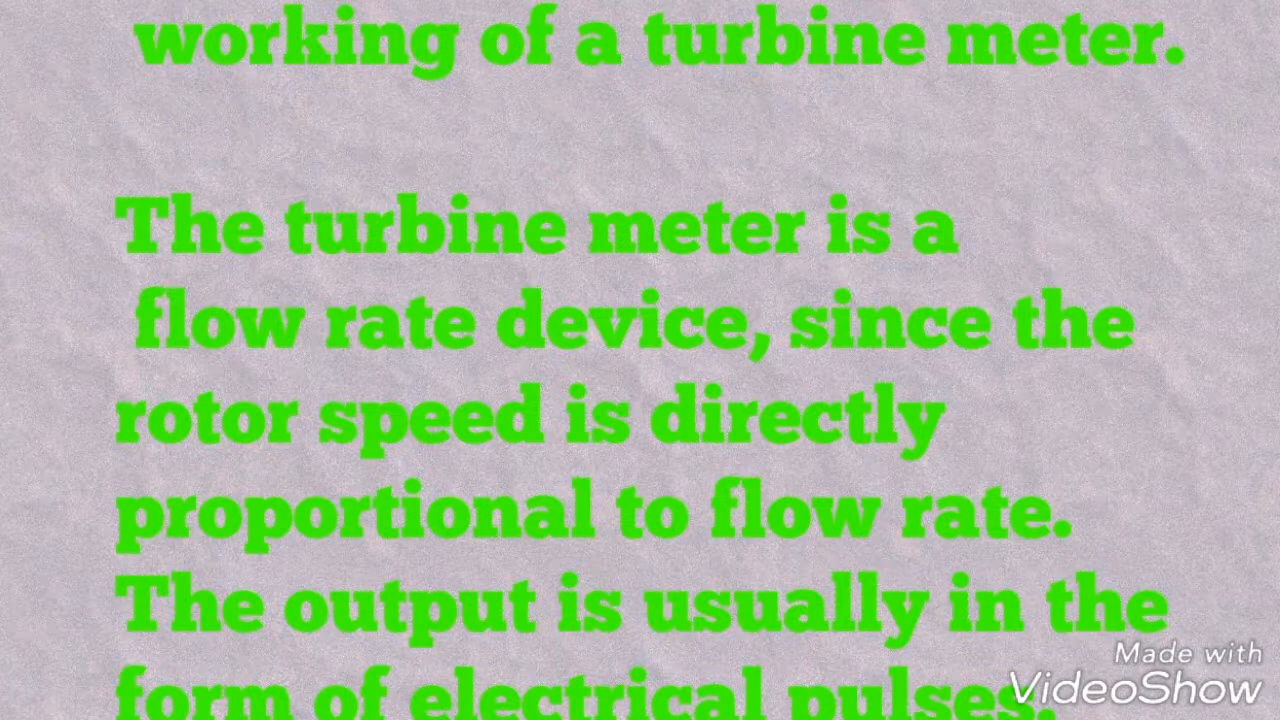 working of a turbine meter.
The turbine meter is a
flow rate device, since the
rotor speed is directly
proportional to flow rate.
The output is usually in the
form of electrical pulses.
Made with
VideoShow